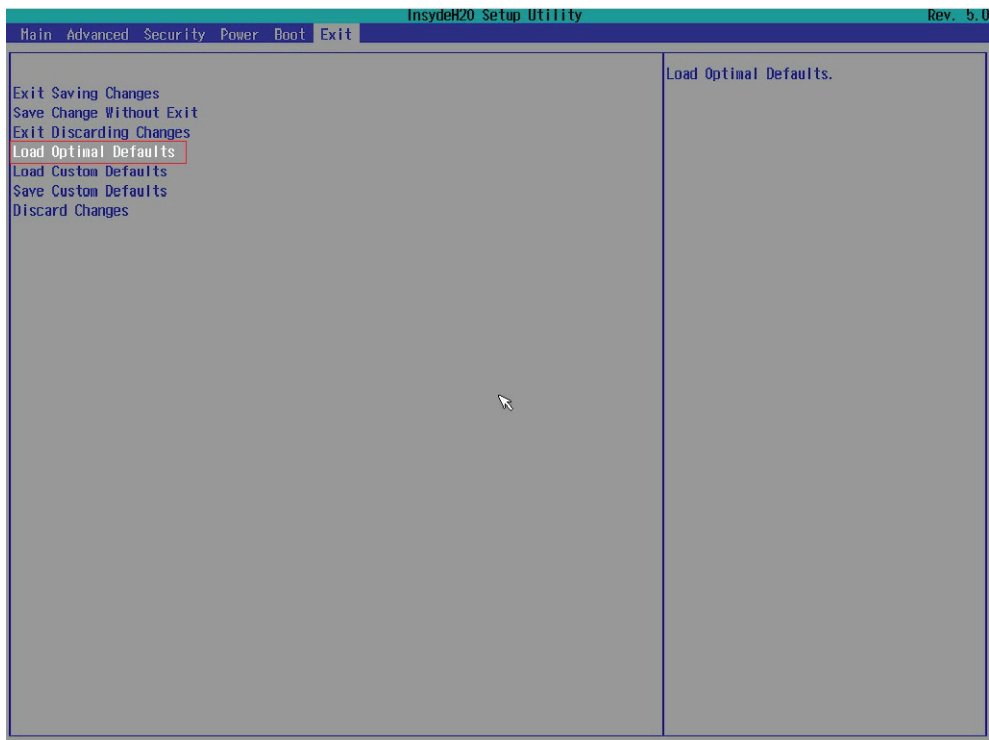 InsydeH20 Setup Utility Rev. 5.0
Main Advanced Security Power Boot Exit
Load Optimal Defaults.
Exit Saving Changes
Save Change Without Exit
Exit Discarding Changes
Load Optimal Defaults
Load Custom Defaults
Save Custom Defaults
Discard Changes